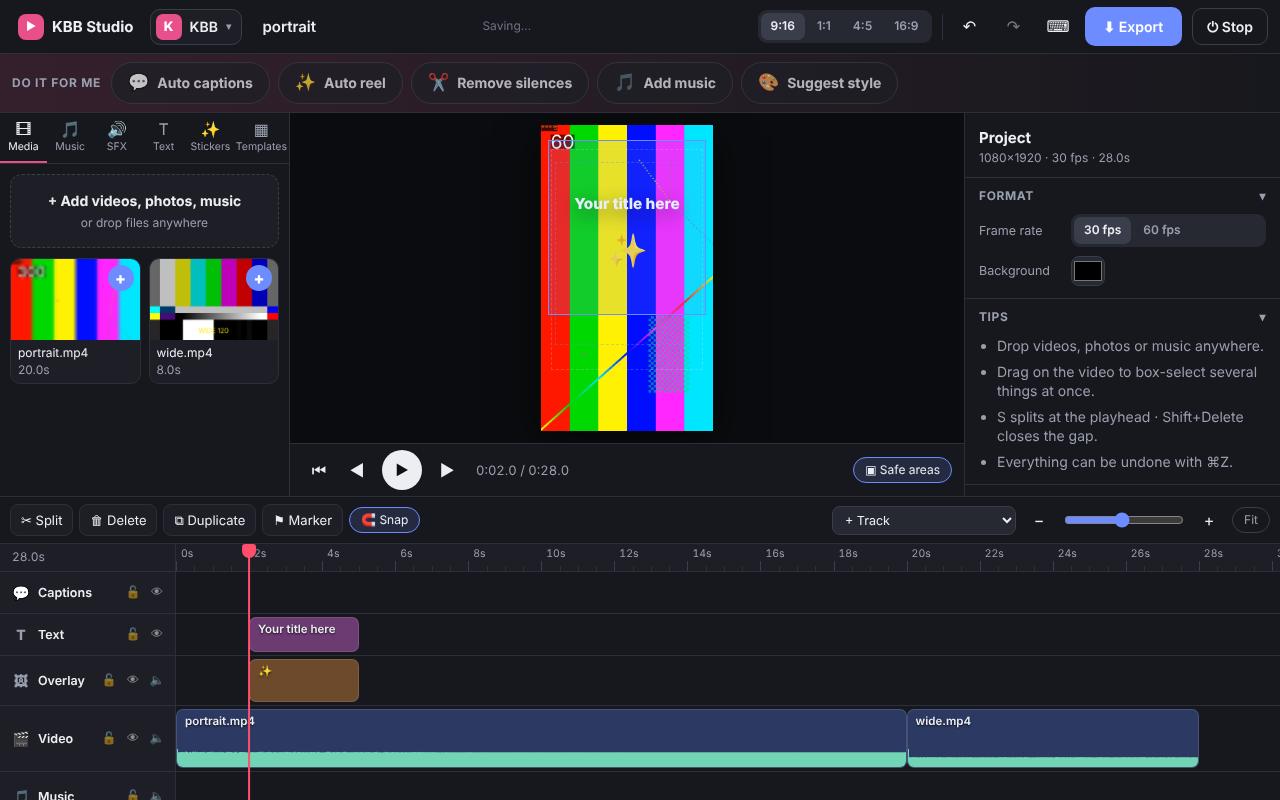 KBB Studio
K KBB
portrait
Saving...
9:16 1:1 4:5 16:9
Export
Stop
DO IT FOR ME
Auto captions
Auto reel
Remove silences
Add music
Suggest style
Media
Music
SFX
T
Text
Stickers
Templates
+ Add videos, photos, music
or drop files anywhere
300
portrait.mp4
20.0s
WIDE 120
wide.mp4
8.0s
60
Your title here
0:02.0 / 0:28.0
Safe areas
Project
1080×1920 · 30 fps · 28.0s
FORMAT
Frame rate
30 fps 60 fps
Background
TIPS
Drop videos, photos or music anywhere.
Drag on the video to box-select several
things at once.
S splits at the playhead · Shift+Delete
closes the gap.
Everything can be undone with ⌘Z.
Split
Delete
Duplicate
Marker
Snap
+ Track
Fit
28.0s
0s 2s 4s 6s 8s 10s 12s 14s 16s 18s 20s 22s 24s 26s 28s
Captions
T Text
Your title here
Overlay
Video
portrait.mp4
wide.mp4
Music